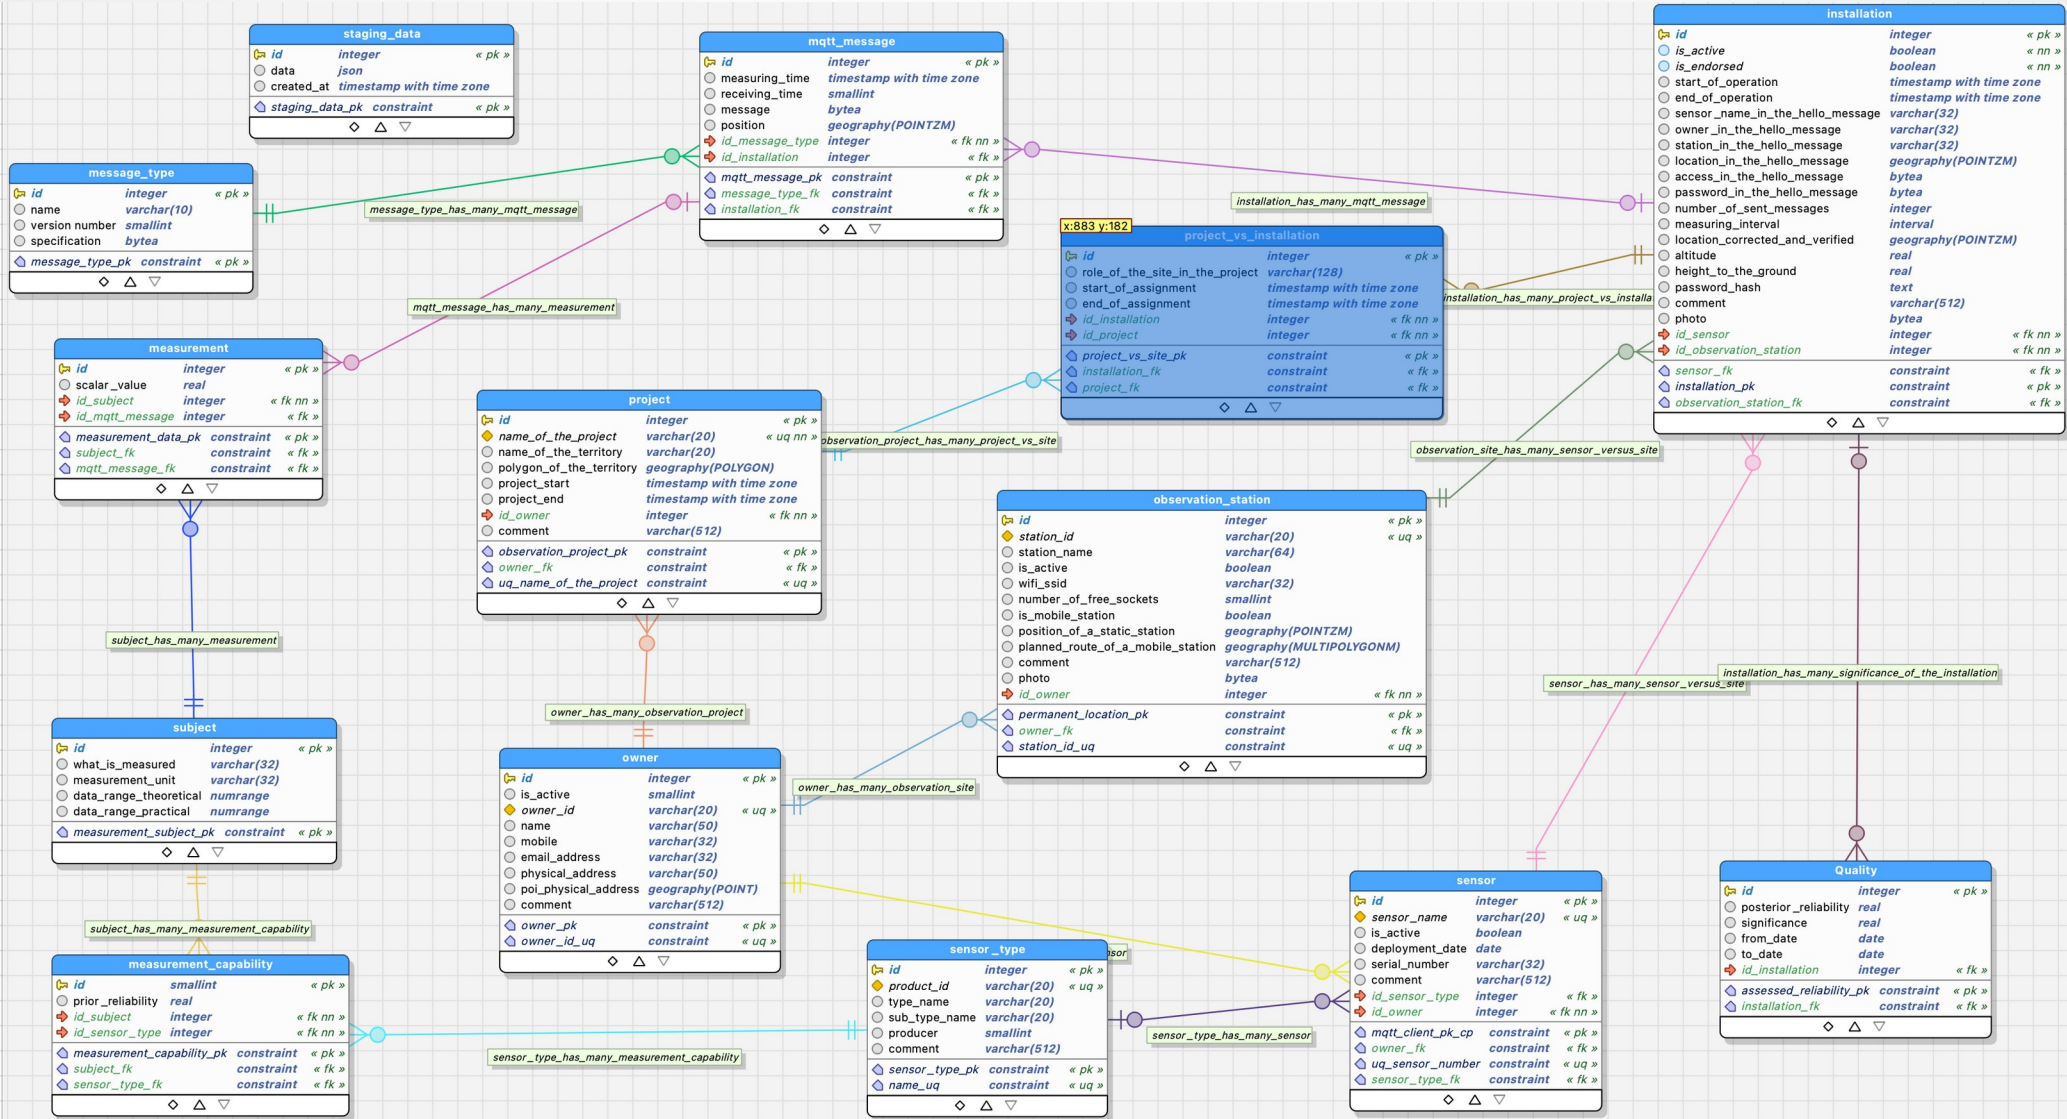 staging_data
id integer « pk »
data json
created_at timestamp with time zone
staging_data_pk constraint « pk »
mqtt_message
id integer « pk »
measuring_time timestamp with time zone
receiving_time smallint
message bytea
position geography(POINTZM)
id_message_type integer « fk nn »
id_installation integer « fk »
mqtt_message_pk constraint « pk »
message_type_fk constraint « fk »
installation_fk constraint « fk »
installation
id integer « pk »
is_active boolean « nn »
is_endorsed boolean « nn »
start_of_operation timestamp with time zone
end_of_operation timestamp with time zone
sensor_name_in_the_hello_message varchar(32)
owner_in_the_hello_message varchar(32)
station_in_the_hello_message varchar(32)
location_in_the_hello_message geography(POINTZM)
access_in_the_hello_message bytea
password_in_the_hello_message bytea
number_of_sent_messages integer
measuring_interval interval
location_corrected_and_verified geography(POINTZM)
altitude real
height_to_the_ground real
password_hash text
comment varchar(512)
photo bytea
id_sensor integer « fk nn »
id_observation_station integer « fk nn »
sensor_fk constraint « fk »
installation_pk constraint « pk »
observation_station_fk constraint « fk »
message_type
id integer « pk »
name varchar(10)
version number smallint
specification bytea
message_type_pk constraint « pk »
message_type_has_many_mqtt_message
installation_has_many_mqtt_message
x:883 y:182
project_vs_installation
id integer « pk »
role_of_the_site_in_the_project varchar(128)
start_of_assignment timestamp with time zone
end_of_assignment timestamp with time zone
id_installation integer « fk nn »
id_project integer « fk nn »
project_vs_site_pk constraint « pk »
installation_fk constraint « fk »
project_fk constraint « fk »
installation_has_many_project_vs_installa
mqtt_message_has_many_measurement
measurement
id integer « pk »
scalar_value real
id_subject integer « fk nn »
id_mqtt_message integer « fk »
measurement_data_pk constraint « pk »
subject_fk constraint « fk »
mqtt_message_fk constraint « fk »
project
id integer « pk »
name_of_the_project varchar(20) « uq nn »
name_of_the_territory varchar(20)
polygon_of_the_territory geography(POLYGON)
project_start timestamp with time zone
project_end timestamp with time zone
id_owner integer « fk nn »
comment varchar(512)
observation_project_pk constraint « pk »
owner_fk constraint « fk »
uq_name_of_the_project constraint « uq »
observation_project_has_many_project_vs_site
observation_site_has_many_sensor_versus_site
observation_station
id integer « pk »
station_id varchar(20) « uq »
station_name varchar(64)
is_active boolean
wifi_ssid varchar(32)
number_of_free_sockets smallint
is_mobile_station boolean
position_of_a_static_station geography(POINTZM)
planned_route_of_a_mobile_station geography(MULTIPOLYGONM)
comment varchar(512)
photo bytea
id_owner integer « fk nn »
permanent_location_pk constraint « pk »
owner_fk constraint « fk »
station_id_uq constraint « uq »
subject_has_many_measurement
sensor_has_many_sensor_versus_site
installation_has_many_significance_of_the_installation
owner_has_many_observation_project
subject
id integer « pk »
what_is_measured varchar(32)
measurement_unit varchar(32)
data_range_theoretical numrange
data_range_practical numrange
measurement_subject_pk constraint « pk »
owner
id integer « pk »
is_active smallint
owner_id varchar(20) « uq »
name varchar(50)
mobile varchar(32)
email_address varchar(32)
physical_address varchar(50)
poi_physical_address geography(POINT)
comment varchar(512)
owner_pk constraint « pk »
owner_id_uq constraint « uq »
owner_has_many_observation_site
subject_has_many_measurement_capability
measurement_capability
id smallint « pk »
prior_reliability real
id_subject integer « fk nn »
id_sensor_type integer « fk nn »
measurement_capability_pk constraint « pk »
subject_fk constraint « fk »
sensor_type_fk constraint « fk »
sensor_type_has_many_measurement_capability
sensor_type
id integer « pk »
product_id varchar(20) « uq »
type_name varchar(20)
sub_type_name varchar(20)
producer smallint
comment varchar(512)
sensor_type_pk constraint « pk »
name_uq constraint « uq »
sensor_type_has_many_sensor
sensor
id integer « pk »
sensor_name varchar(20) « uq »
is_active boolean
deployment_date date
serial_number varchar(32)
comment varchar(512)
id_sensor_type integer « fk »
id_owner integer « fk nn »
mqtt_client_pk_cp constraint « pk »
owner_fk constraint « fk »
uq_sensor_number constraint « uq »
sensor_type_fk constraint « fk »
Quality
id integer « pk »
posterior_reliability real
significance real
from_date date
to_date date
id_installation integer « fk »
assessed_reliability_pk constraint « pk »
installation_fk constraint « fk »